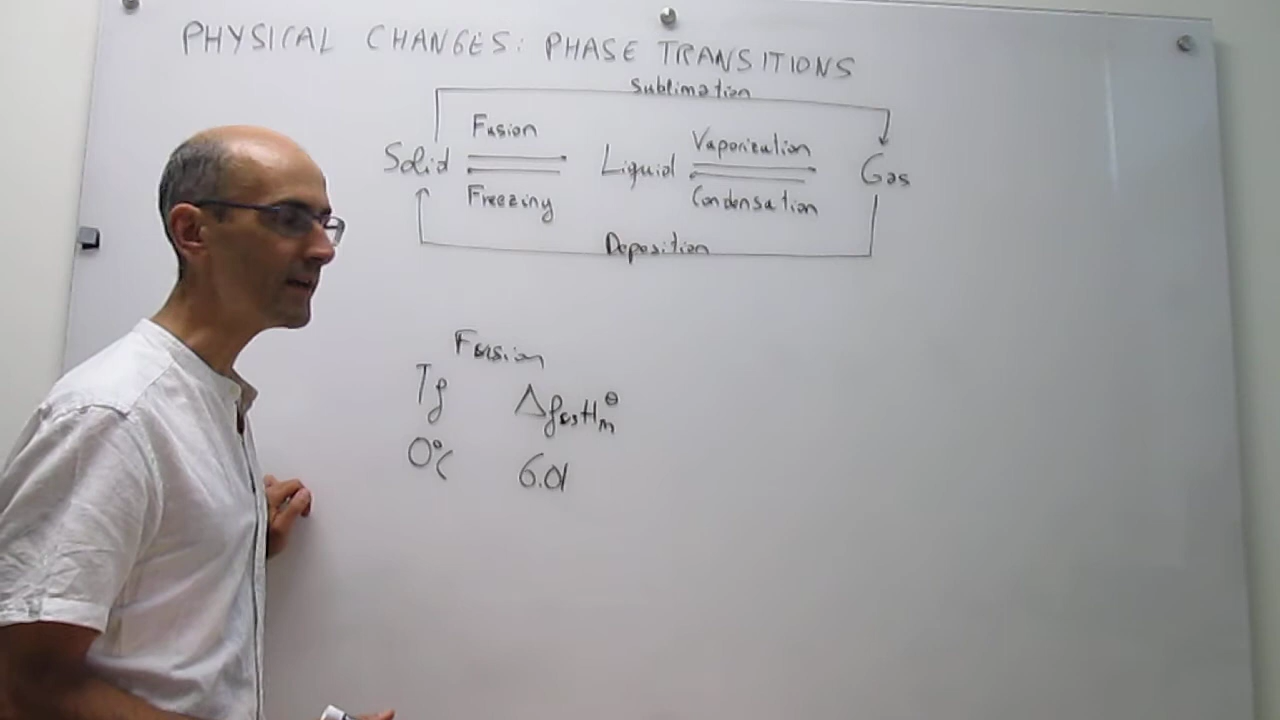 PHYSICAL CHANGES: PHASE TRANSITIONS
Sublimation
Fusion
Vaporization
Solid Liquid Gas
Freezing
Condensation
Deposition
Fusion
Tf ΔfusHm⊖
0°C 6.01